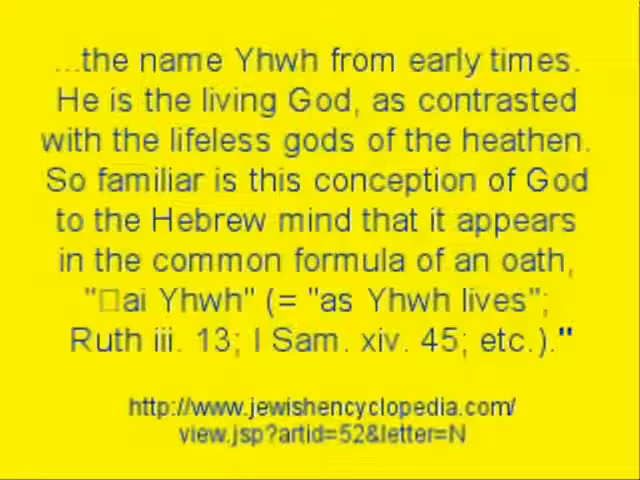 ...the name Yhwh from early times.
He is the living God, as contrasted
with the lifeless gods of the heathen.
So familiar is this conception of God
to the Hebrew mind that it appears
in the common formula of an oath,
"□ai Yhwh" (= "as Yhwh lives";
Ruth iii. 13; I Sam. xiv. 45; etc.)."
http://www.jewishencyclopedia.com/
view.jsp?artid=52&letter=N